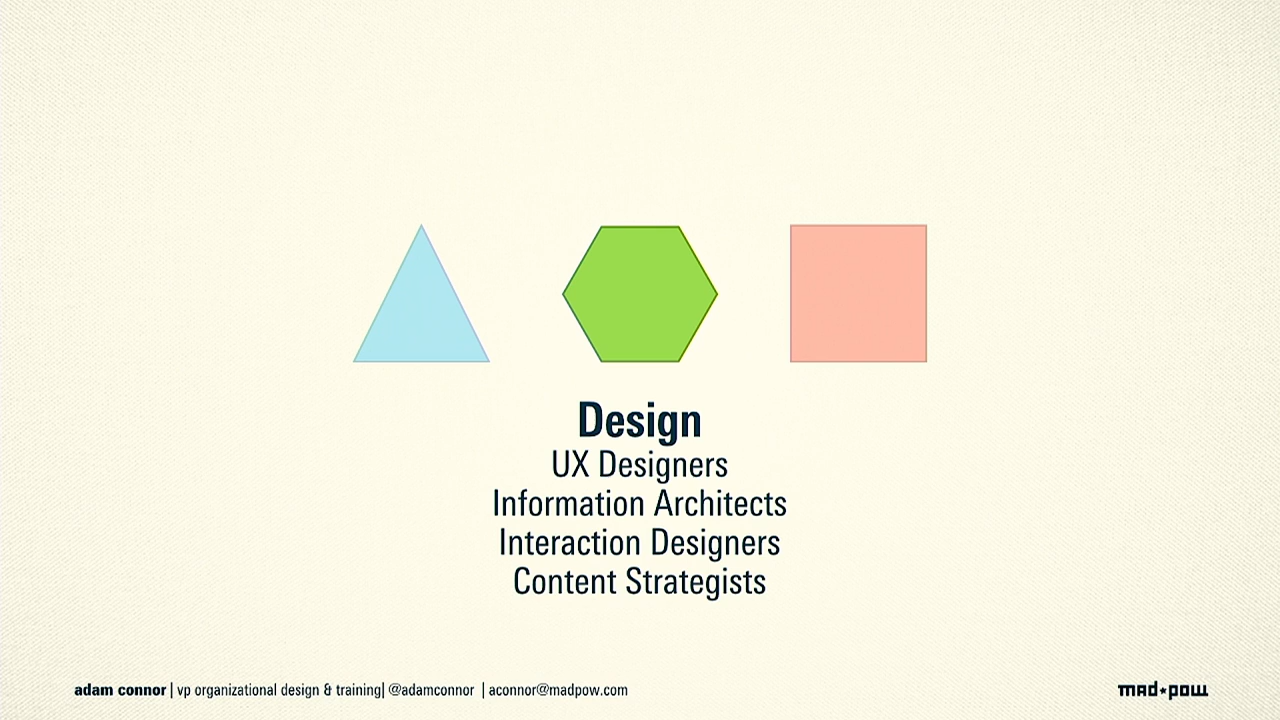 Design
UX Designers
Information Architects
Interaction Designers
Content Strategists
adam connor | vp organizational design & training| @adamconnor | aconnor@madpow.com
mad*pow